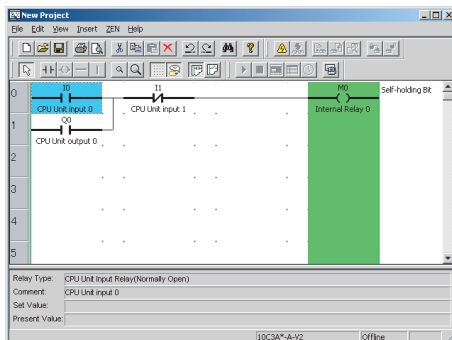 New Project
File Edit View Insert ZEN Help
0
I0
I1
M0
Self-holding Bit
CPU Unit input 0
CPU Unit input 1
Internal Relay 0
1
Q0
CPU Unit output 0
2
3
4
5
Relay Type: CPU Unit Input Relay(Normally Open)
Comment: CPU Unit input 0
Set Value:
Present Value:
10C3A*-A-V2 Offline